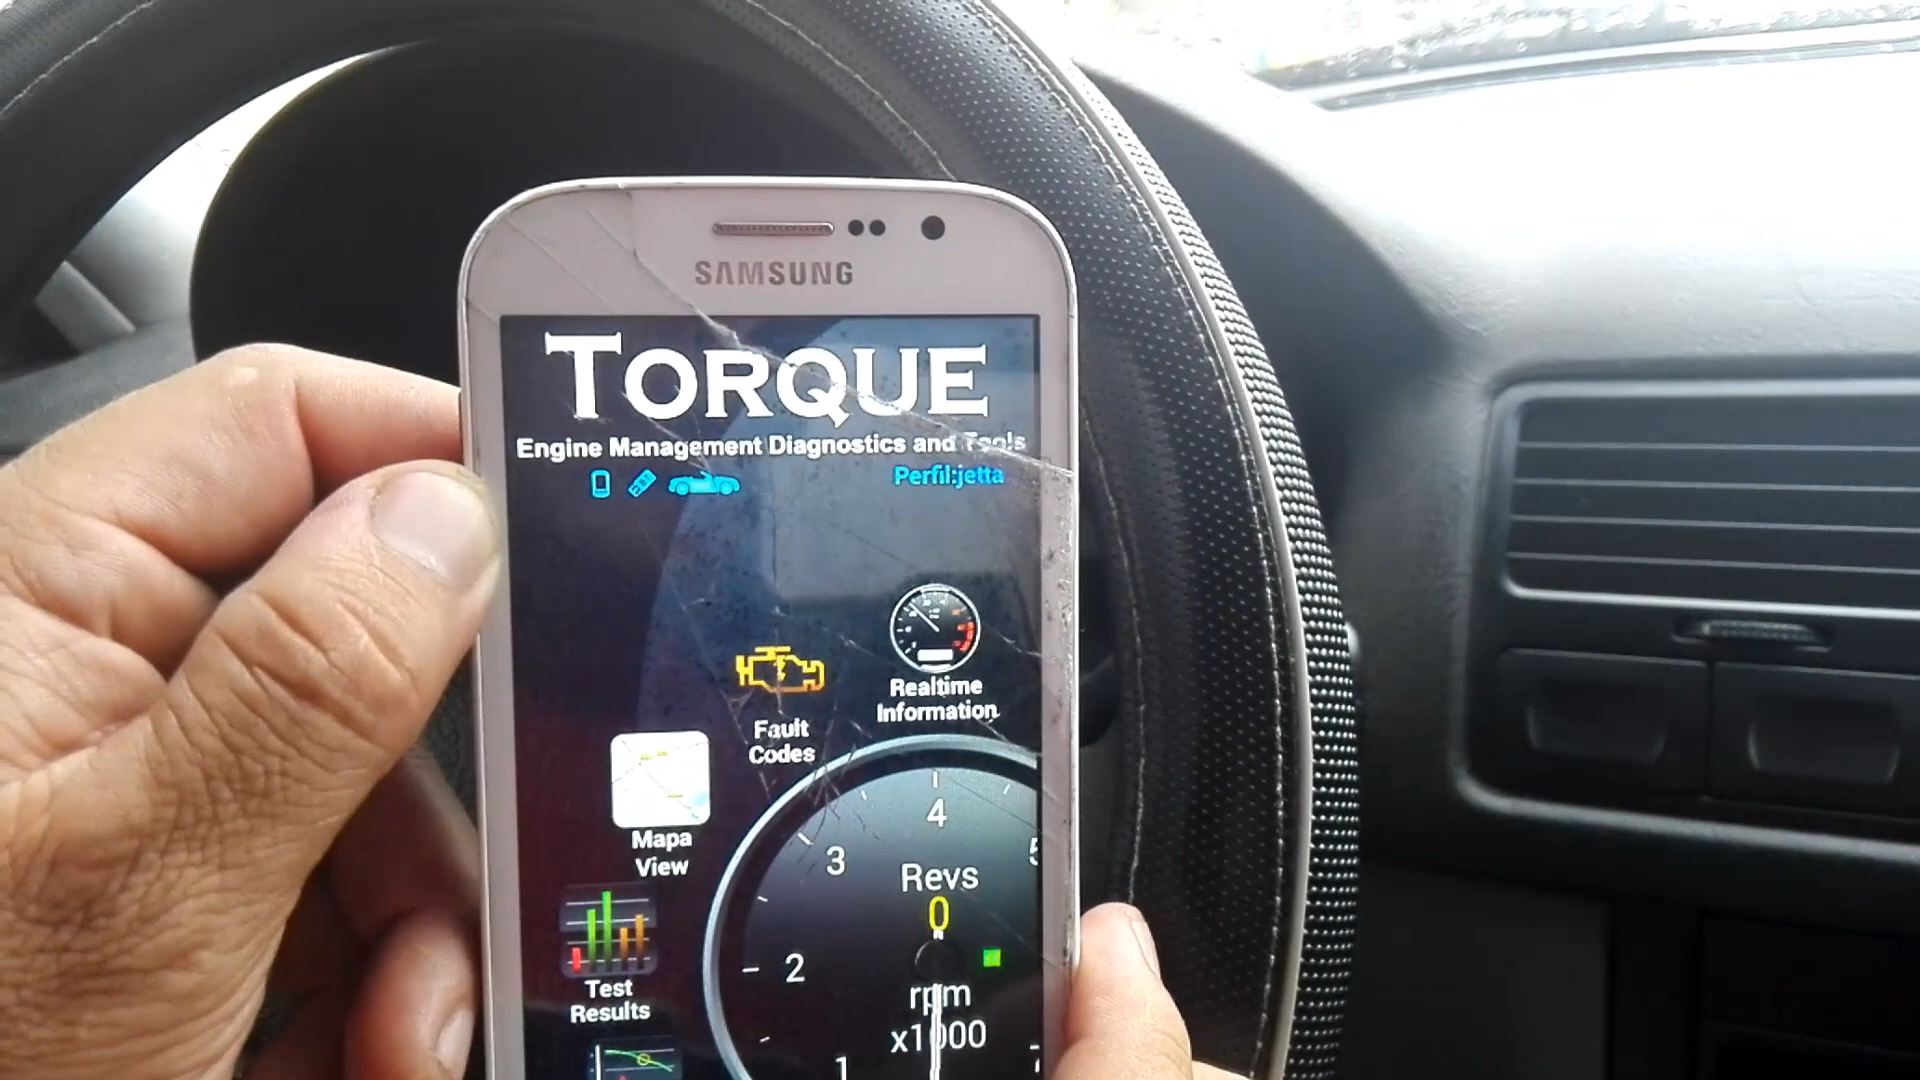 SAMSUNG
TORQUE
Engine Management Diagnostics and Tools
Perfil:jetta
Realtime
Information
Fault
Codes
Mapa
View
Test
Results
4
3
5
Revs
0
2
rpm
x1000
1